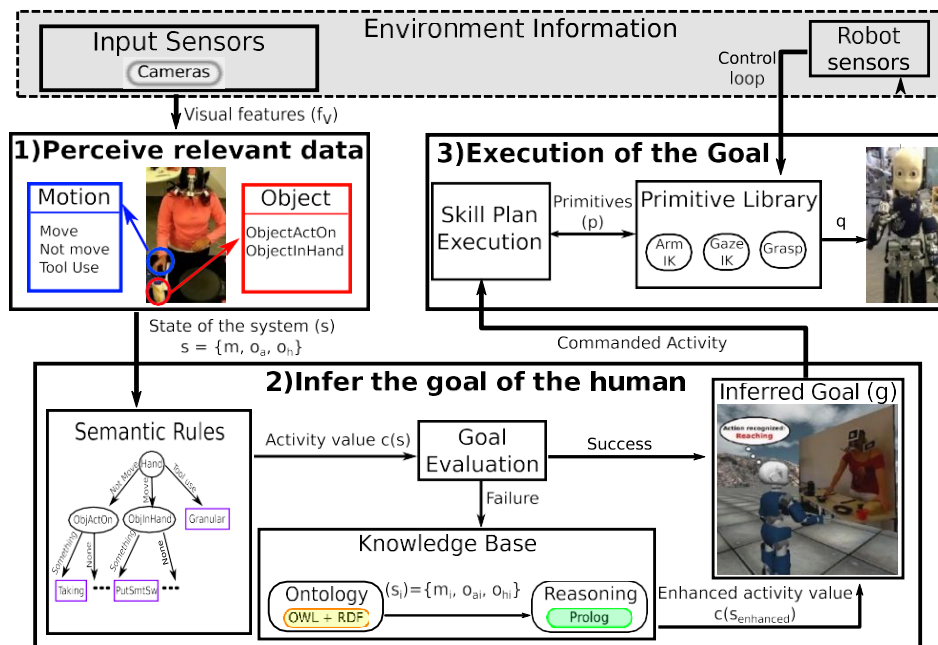 Environment Information
Input Sensors
Cameras
Robot
sensors
Control
loop
Visual features (fv)
1)Perceive relevant data
Motion
Move
Not move
Tool Use
Object
ObjectActOn
ObjectInHand
3)Execution of the Goal
Skill Plan
Execution
Primitives
(p)
Primitive Library
Arm
IK
Gaze
IK
Grasp
q
State of the system (s)
s = {m, oa, oh}
Commanded Activity
2)Infer the goal of the human
Semantic Rules
Hand
Not Move
Move
Tool use
ObjActOn
ObjInHand
Granular
Something
None
Something
None
Taking
PutSmtSw
Activity value c(s)
Goal
Evaluation
Success
Failure
Inferred Goal (g)
Action recognized:
Reaching
Knowledge Base
Ontology
OWL + RDF
(si)={mi, oai, ohi}
Reasoning
Prolog
Enhanced activity value
c(senhanced)